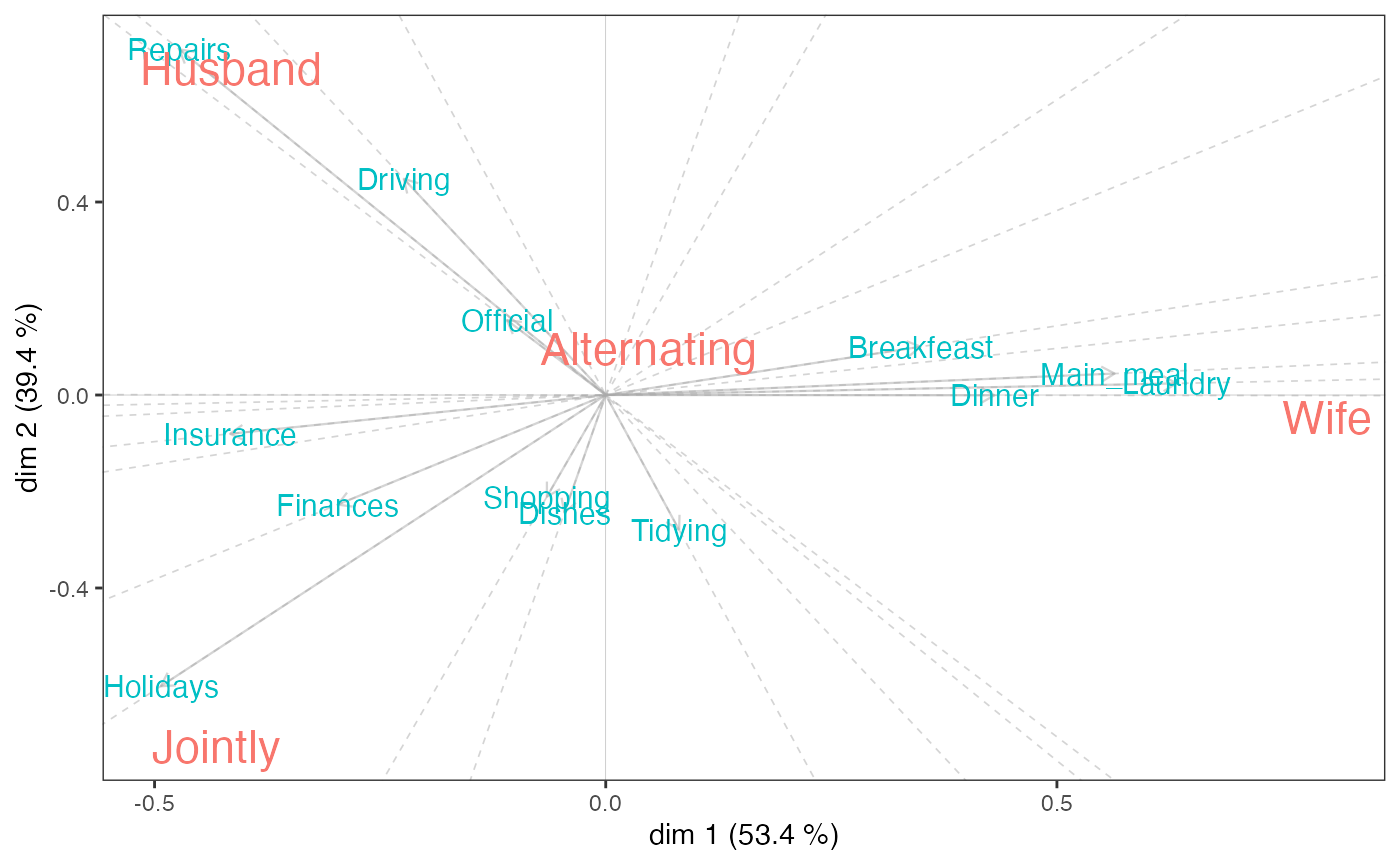 Repairs
Husband
Driving
0.4
Official
Alternating
Breakfeast
Main_meal
Laundry
0.0
Dinner
Wife
Insurance
Shopping
Finances
Dishes
Tidying
-0.4
Holidays
Jointly
-0.5
0.0
0.5
dim 1 (53.4 %)
dim 2 (39.4 %)